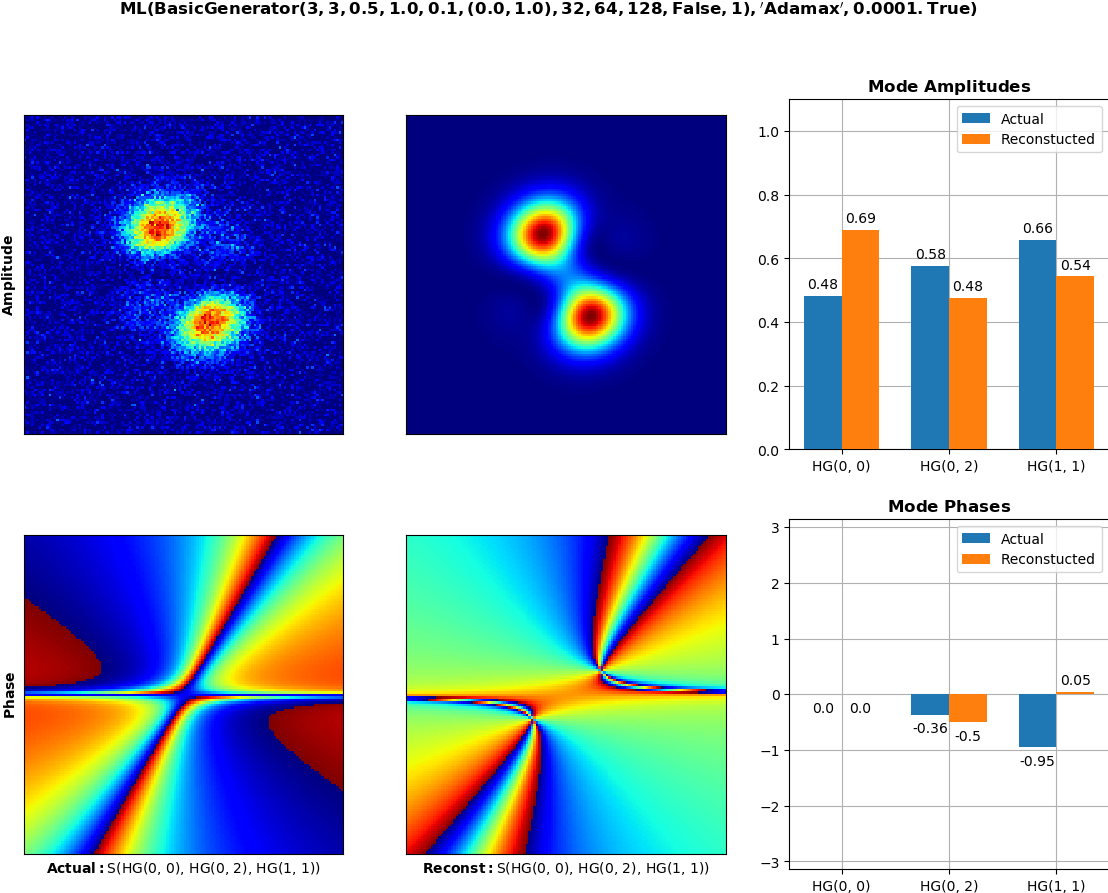 ML(BasicGenerator(3, 3, 0.5, 1.0, 0.1, (0.0, 1.0), 32, 64, 128, False, 1), ′Adamax′, 0.0001. True)
Amplitude
Mode Amplitudes
Actual
Reconstucted
1.0
0.8
0.6
0.4
0.2
0.0
0.48
0.69
0.58
0.48
0.66
0.54
HG(0, 0)
HG(0, 2)
HG(1, 1)
Phase
Actual: S(HG(0, 0), HG(0, 2), HG(1, 1))
Reconst: S(HG(0, 0), HG(0, 2), HG(1, 1))
Mode Phases
Actual
Reconstucted
3
2
1
0
−1
−2
−3
0.0
0.0
-0.36
-0.5
-0.95
0.05
HG(0, 0)
HG(0, 2)
HG(1, 1)